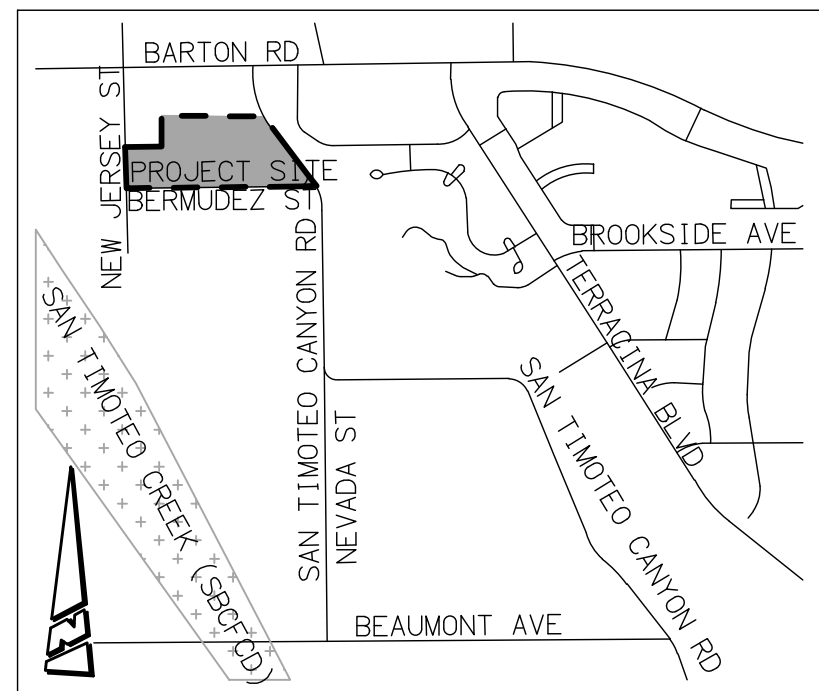 BARTON RD
NEW JERSEY ST
PROJECT SITE
BERMUDEZ ST
BROOKSIDE AVE
SAN TIMOTEO CANYON RD
NEVADA ST
TERRACINA BLVD
SAN TIMOTEO CREEK (SBCFCD)
SAN TIMOTEO CANYON RD
BEAUMONT AVE
N